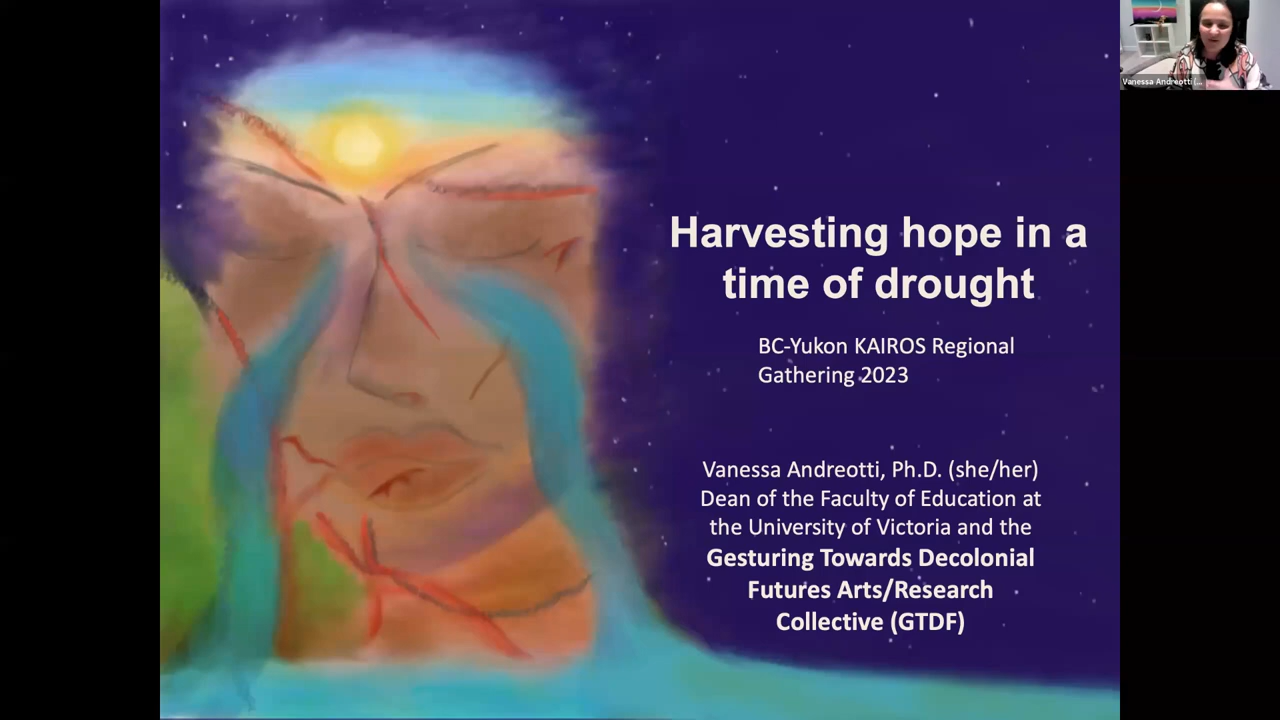 Harvesting hope in a
time of drought
BC-Yukon KAIROS Regional
Gathering 2023
Vanessa Andreotti, Ph.D. (she/her)
Dean of the Faculty of Education at
the University of Victoria and the
Gesturing Towards Decolonial
Futures Arts/Research
Collective (GTDF)
Vanessa Andreotti (...